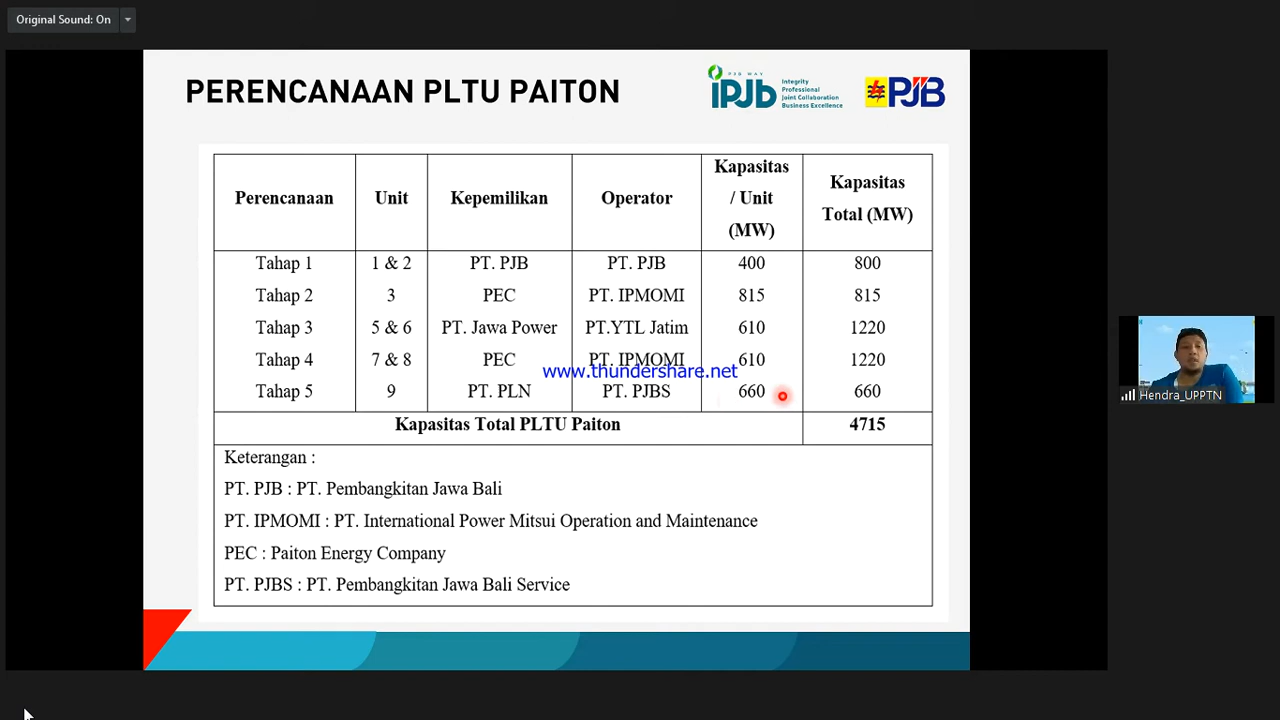 Original Sound: On
PERENCANAAN PLTU PAITON
PJB WAY
iPJb
Integrity
Professional
Joint Collaboration
Business Excellence
PJB
Perencanaan Unit Kepemilikan Operator Kapasitas / Unit (MW) Kapasitas Total (MW)
Tahap 1 1 & 2 PT. PJB PT. PJB 400 800
Tahap 2 3 PEC PT. IPMOMI 815 815
Tahap 3 5 & 6 PT. Jawa Power PT.YTL Jatim 610 1220
Tahap 4 7 & 8 PEC PT. IPMOMI 610 1220
www.thundershare.net
Tahap 5 9 PT. PLN PT. PJBS 660 660
Kapasitas Total PLTU Paiton 4715
Keterangan :
PT. PJB : PT. Pembangkitan Jawa Bali
PT. IPMOMI : PT. International Power Mitsui Operation and Maintenance
PEC : Paiton Energy Company
PT. PJBS : PT. Pembangkitan Jawa Bali Service
Hendra_UPPTN